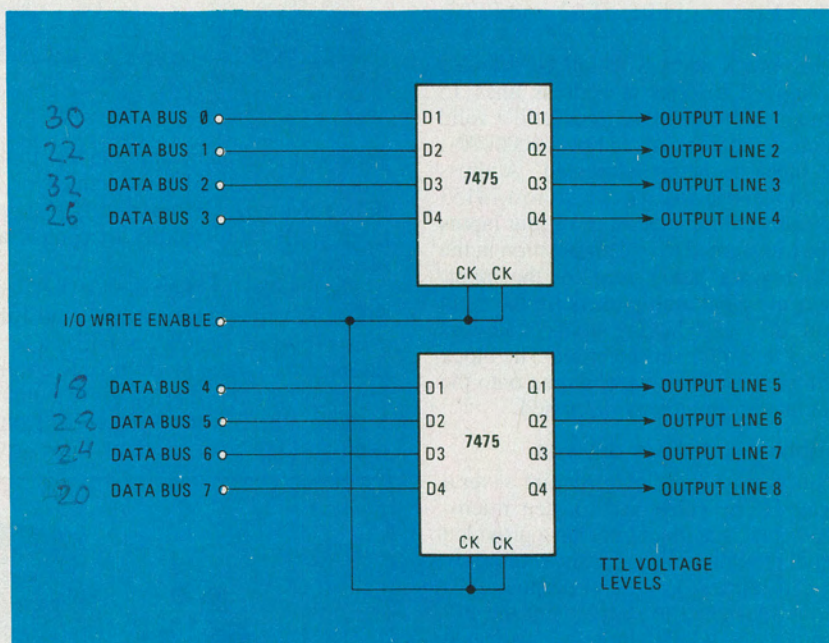 30 DATA BUS 0 D1 Q1 OUTPUT LINE 1
22 DATA BUS 1 D2 Q2 OUTPUT LINE 2
7475
32 DATA BUS 2 D3 Q3 OUTPUT LINE 3
26 DATA BUS 3 D4 Q4 OUTPUT LINE 4
CK CK
I/O WRITE ENABLE
18 DATA BUS 4 D1 Q1 OUTPUT LINE 5
28 DATA BUS 5 D2 Q2 OUTPUT LINE 6
7475
24 DATA BUS 6 D3 Q3 OUTPUT LINE 7
20 DATA BUS 7 D4 Q4 OUTPUT LINE 8
CK CK
TTL VOLTAGE
LEVELS